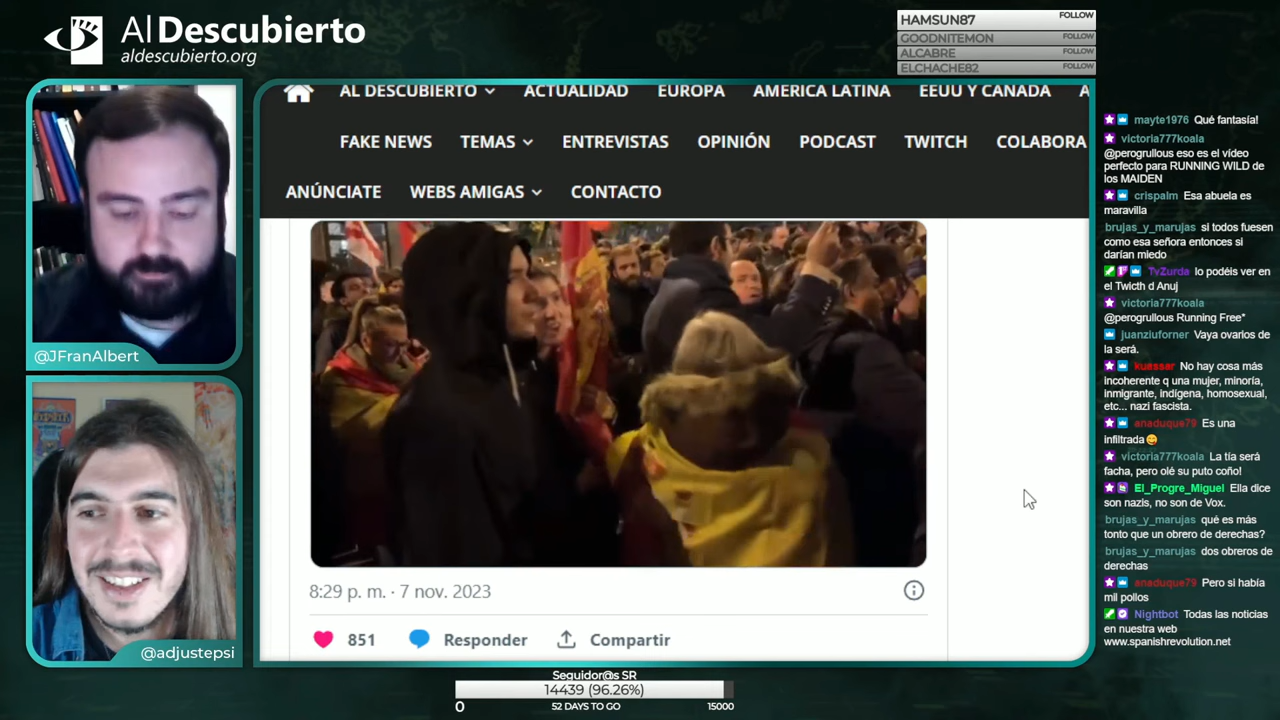 Al Descubierto
aldescubierto.org
HAMSUN87 FOLLOW
GOODNITEMON FOLLOW
ALCABRE FOLLOW
ELCHACHE82 FOLLOW
AL DESCUBIERTO ACTUALIDAD EUROPA AMÉRICA LATINA EEUU Y CANADÁ A
FAKE NEWS TEMAS ENTREVISTAS OPINIÓN PODCAST TWITCH COLABORA
ANÚNCIATE WEBS AMIGAS CONTACTO
@JFranAlbert
@adjustepsi
8:29 p. m. · 7 nov. 2023
851 Responder Compartir
mayte1976 Qué fantasía!
victoria777koala
@perogrullous eso es el vídeo
perfecto para RUNNING WILD de
los MAIDEN
crispalm Esa abuela es
maravilla
brujas_y_marujas si todos fuesen
como esa señora entonces si
darían miedo
TvZurda lo podéis ver en
el Twicth d Anuj
victoria777koala
@perogrullous Running Free*
juanziuforner Vaya ovarios de
la será.
kuassar No hay cosa más
incoherente q una mujer, minoría,
inmigrante, indígena, homosexual,
etc... nazi fascista.
anaduque79 Es una
infiltrada
victoria777koala La tía será
facha, pero olé su puto coño!
El_Progre_Miguel Ella dice
son nazis, no son de Vox.
brujas_y_marujas qué es más
tonto que un obrero de derechas?
brujas_y_marujas dos obreros de
derechas
anaduque79 Pero si había
mil pollos
Nightbot Todas las noticias
en nuestra web
www.spanishrevolution.net
Seguidor@s SR
14439 (96.26%)
0 52 DAYS TO GO 15000